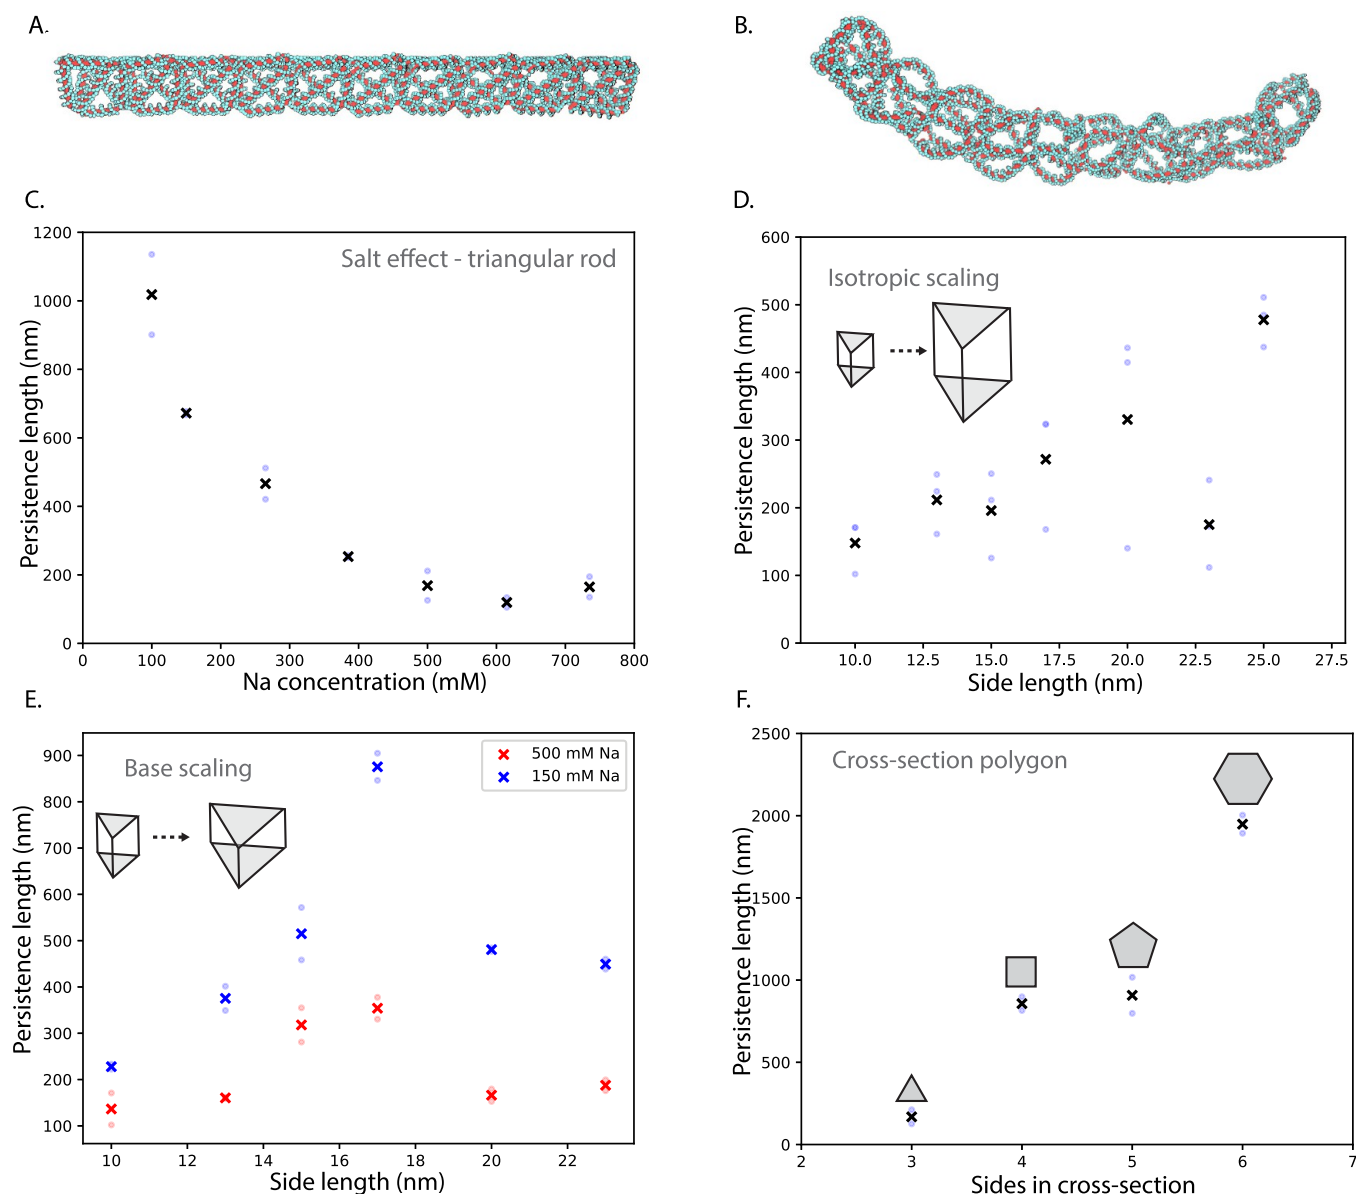 A.
B.
C.
D.
1200
1000
800
600
400
200
0
0 100 200 300 400 500 600 700 800
Persistence length (nm)
Na concentration (mM)
Salt effect - triangular rod
600
500
400
300
200
100
0
10.0 12.5 15.0 17.5 20.0 22.5 25.0 27.5
Persistence length (nm)
Side length (nm)
Isotropic scaling
E.
F.
900
800
700
600
500
400
300
200
100
10 12 14 16 18 20 22
Persistence length (nm)
Side length (nm)
Base scaling
500 mM Na
150 mM Na
2500
2000
1500
1000
500
0
2 3 4 5 6 7
Persistence length (nm)
Sides in cross-section
Cross-section polygon